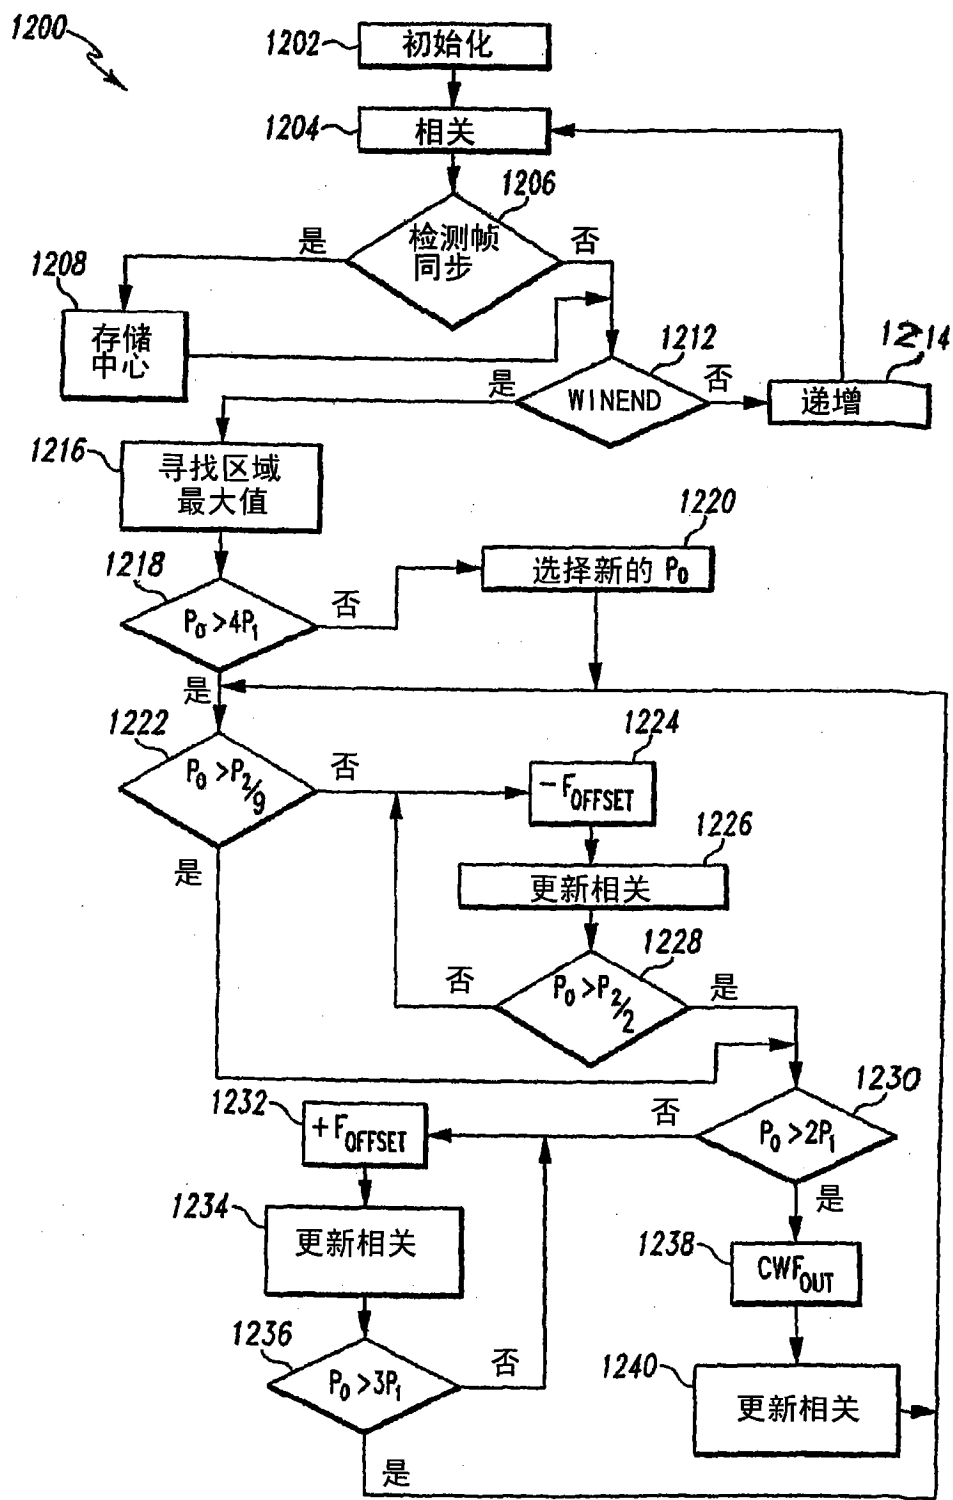 1200
1202
初始化
1204
相关
1206
检测帧
同步
是
否
1208
存储
中心
1212
WINEND
是
否
1214
递增
1216
寻找区域
最大值
1218
P₀>4P₁
否
是
1220
选择新的 P₀
1222
P₀>P₂/9
否
是
1224
-F_OFFSET
1226
更新相关
1228
P₀>P₂/2
否
是
1230
P₀>2P₁
否
是
1232
+F_OFFSET
1234
更新相关
1236
P₀>3P₁
否
是
1238
CWF_OUT
1240
更新相关